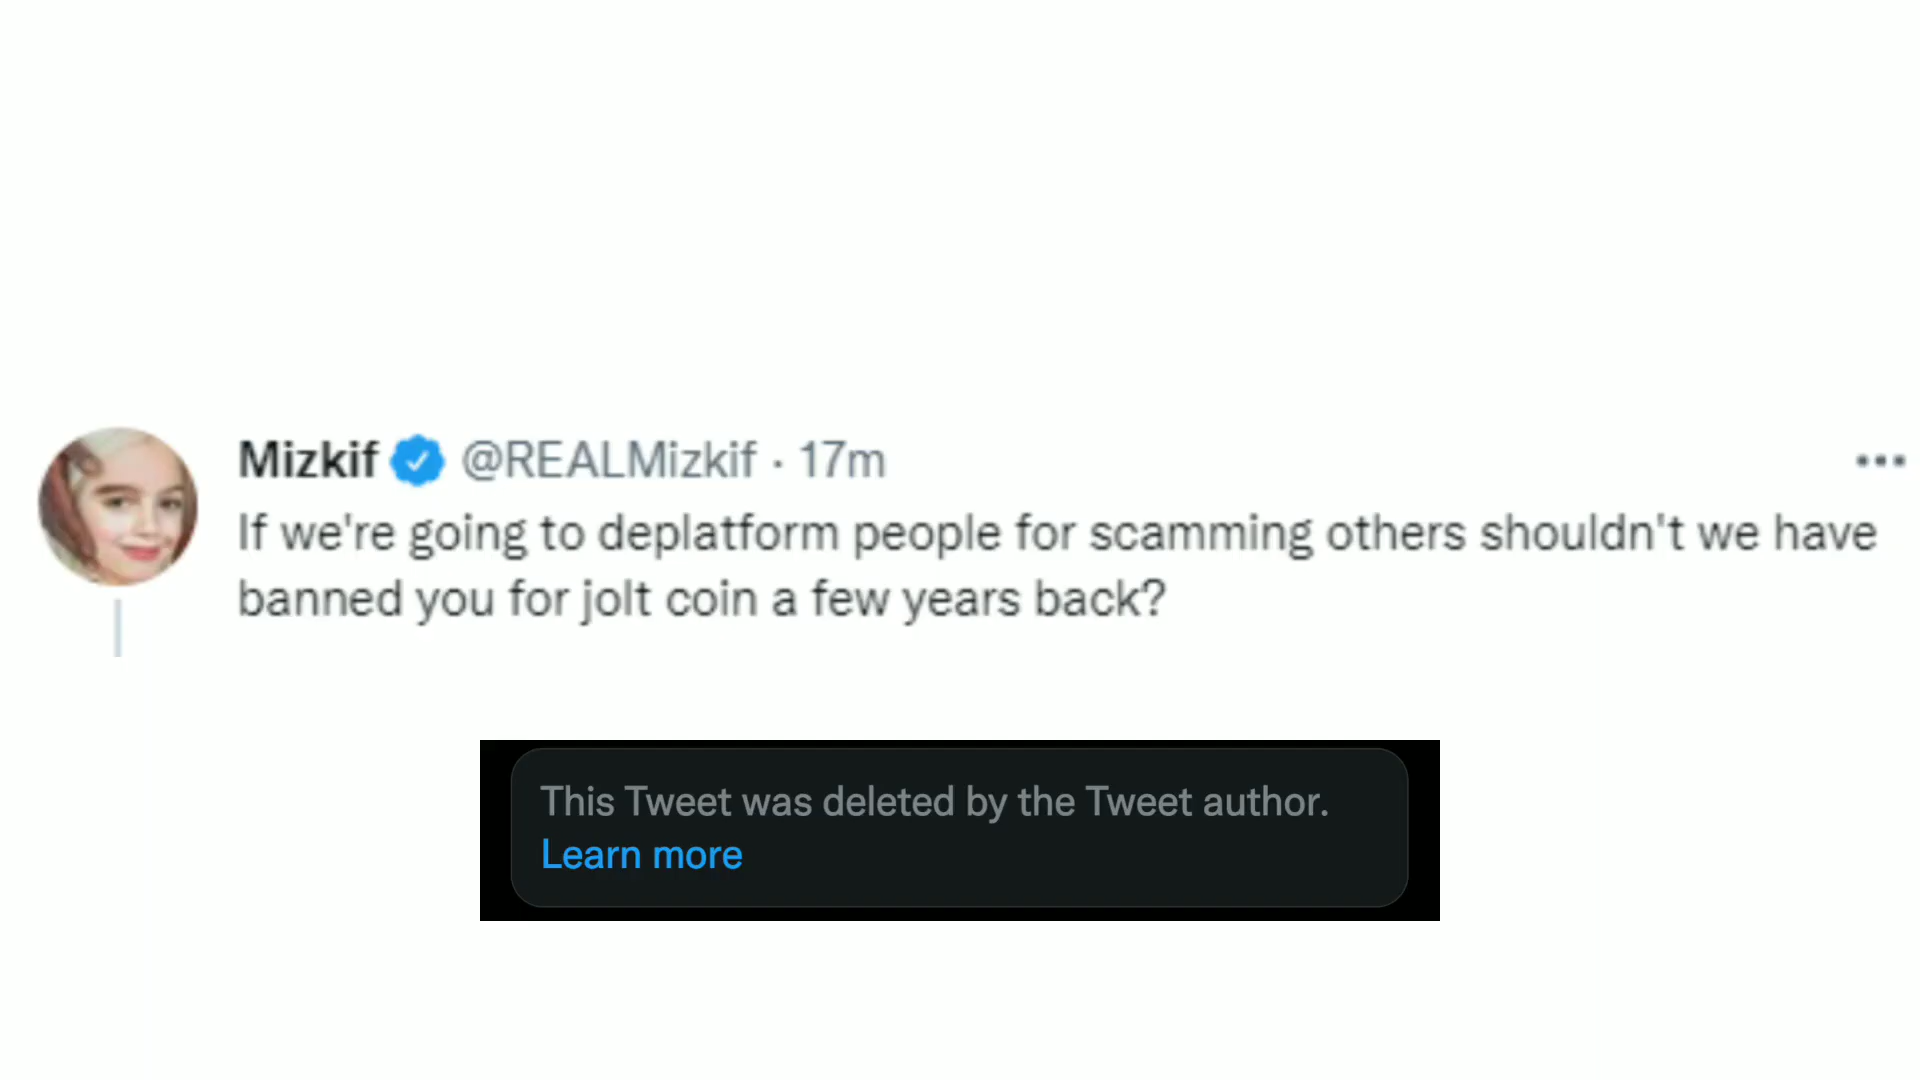 Mizkif @REALMizkif · 17m
If we're going to deplatform people for scamming others shouldn't we have
banned you for jolt coin a few years back?
This Tweet was deleted by the Tweet author.
Learn more